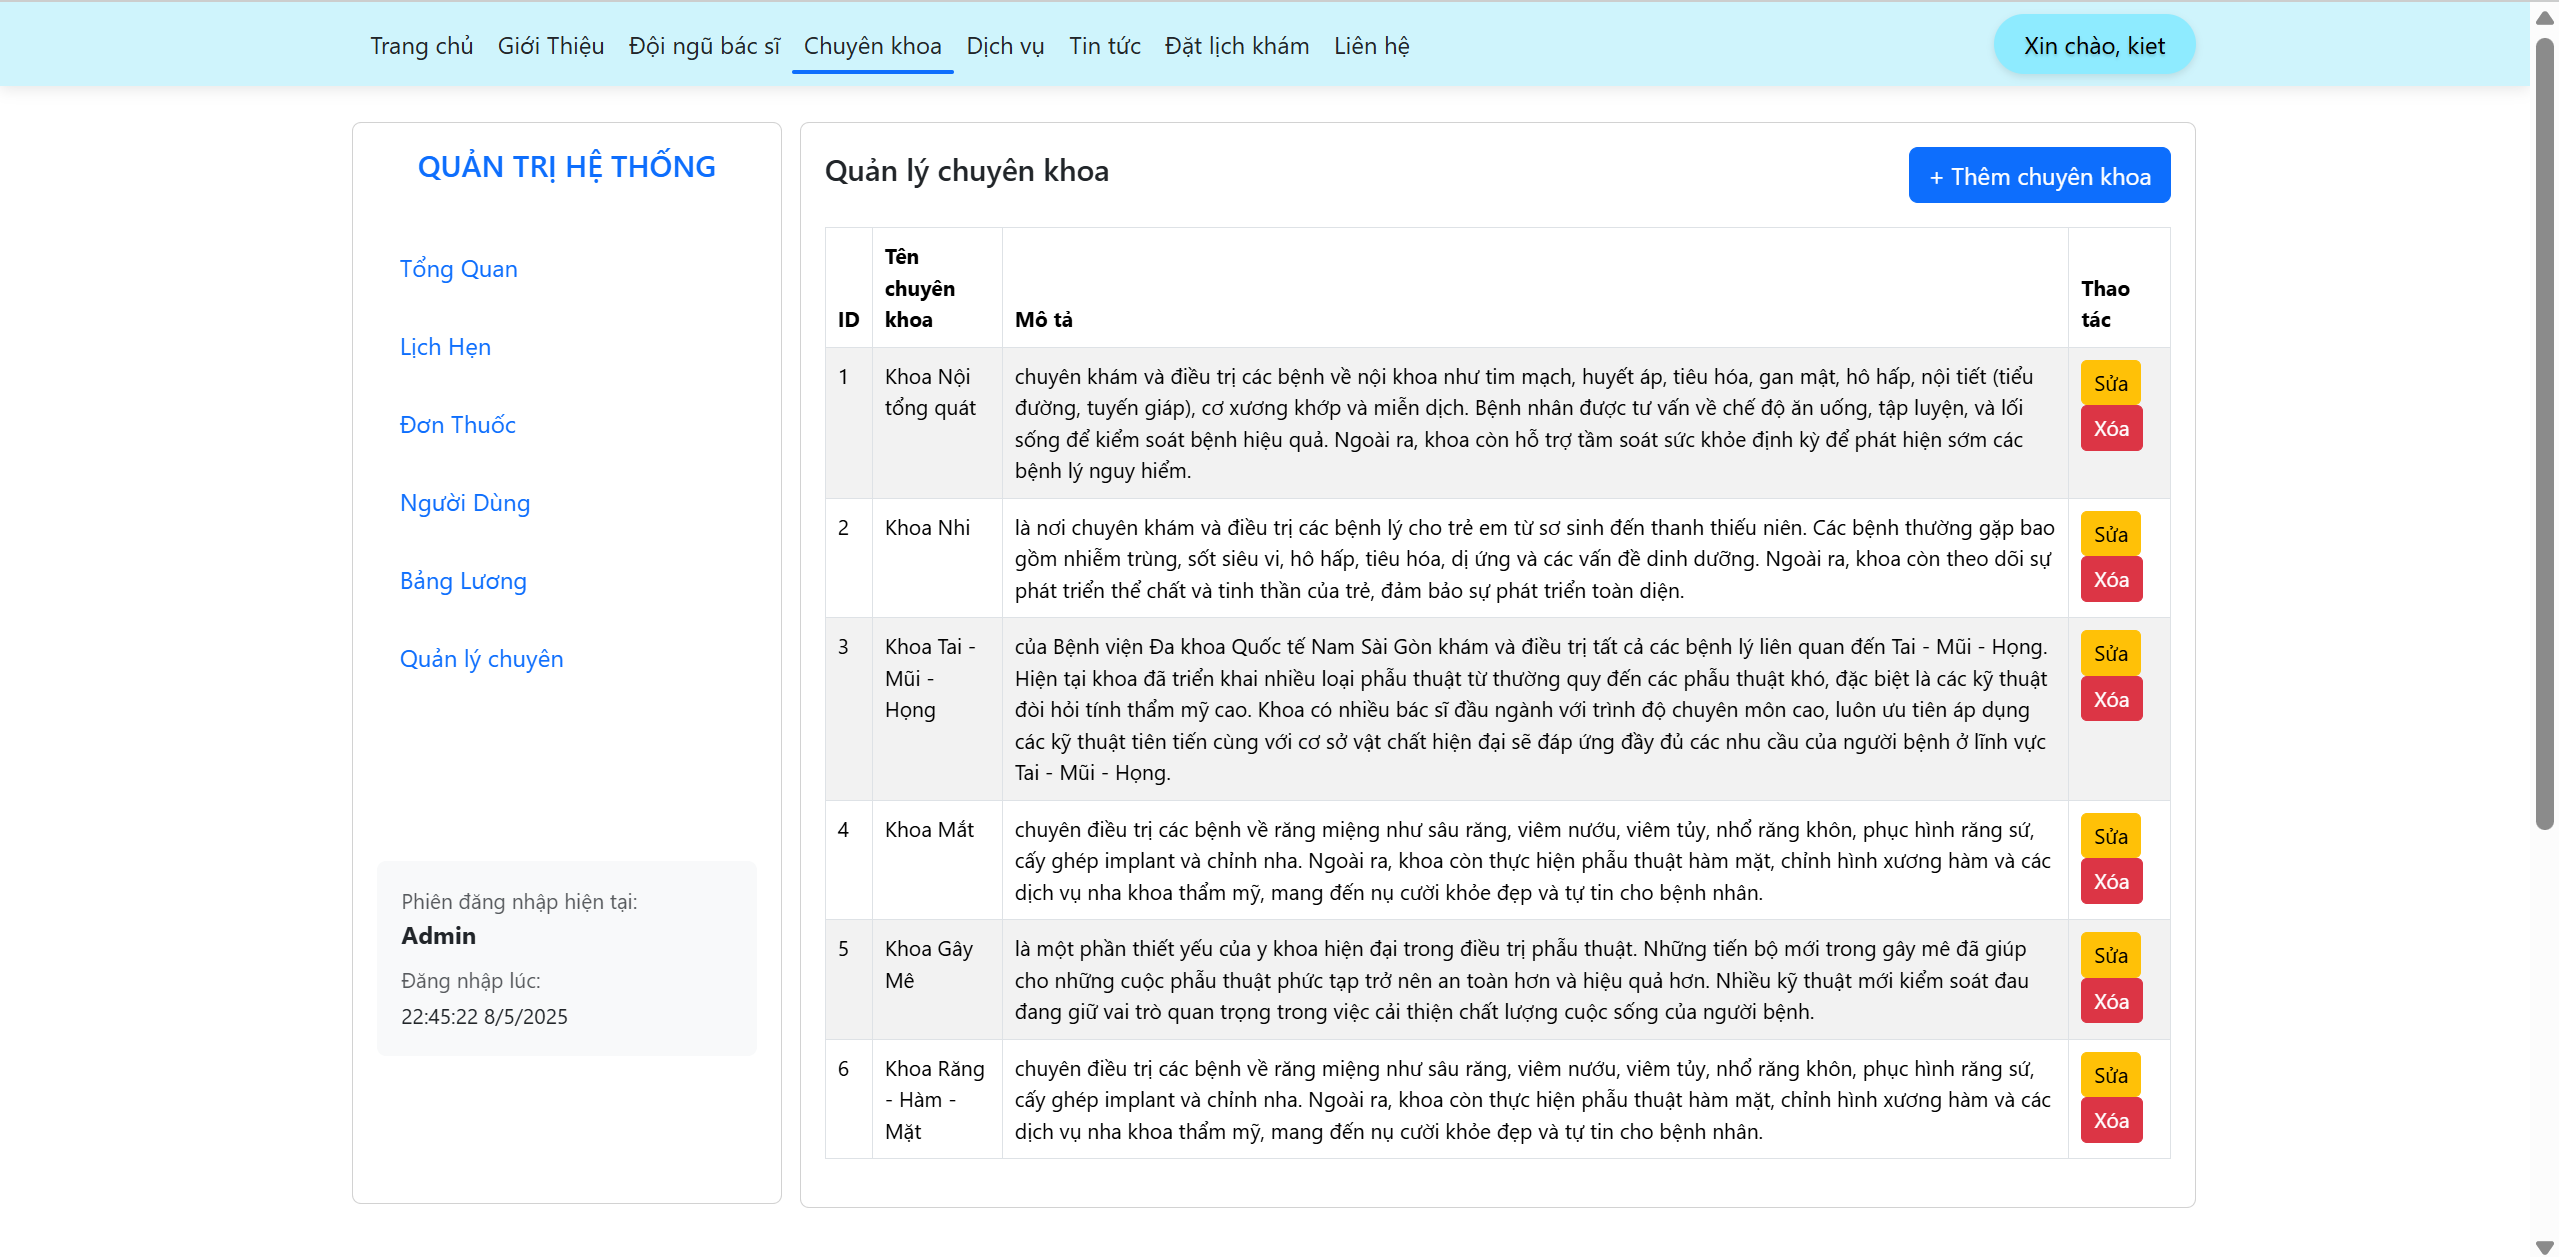 Trang chủ Giới Thiệu Đội ngũ bác sĩ Chuyên khoa Dịch vụ Tin tức Đặt lịch khám Liên hệ Xin chào, kiet
QUẢN TRỊ HỆ THỐNG
Tổng Quan
Lịch Hẹn
Đơn Thuốc
Người Dùng
Bảng Lương
Quản lý chuyên
Phiên đăng nhập hiện tại:
Admin
Đăng nhập lúc:
22:45:22 8/5/2025
Quản lý chuyên khoa
+ Thêm chuyên khoa
ID
Tên
chuyên
khoa
Mô tả
Thao
tác
1
Khoa Nội
tổng quát
chuyên khám và điều trị các bệnh về nội khoa như tim mạch, huyết áp, tiêu hóa, gan mật, hô hấp, nội tiết (tiểu
đường, tuyến giáp), cơ xương khớp và miễn dịch. Bệnh nhân được tư vấn về chế độ ăn uống, tập luyện, và lối
sống để kiểm soát bệnh hiệu quả. Ngoài ra, khoa còn hỗ trợ tầm soát sức khỏe định kỳ để phát hiện sớm các
bệnh lý nguy hiểm.
Sửa
Xóa
2
Khoa Nhi
là nơi chuyên khám và điều trị các bệnh lý cho trẻ em từ sơ sinh đến thanh thiếu niên. Các bệnh thường gặp bao
gồm nhiễm trùng, sốt siêu vi, hô hấp, tiêu hóa, dị ứng và các vấn đề dinh dưỡng. Ngoài ra, khoa còn theo dõi sự
phát triển thể chất và tinh thần của trẻ, đảm bảo sự phát triển toàn diện.
Sửa
Xóa
3
Khoa Tai -
Mũi -
Họng
của Bệnh viện Đa khoa Quốc tế Nam Sài Gòn khám và điều trị tất cả các bệnh lý liên quan đến Tai - Mũi - Họng.
Hiện tại khoa đã triển khai nhiều loại phẫu thuật từ thường quy đến các phẫu thuật khó, đặc biệt là các kỹ thuật
đòi hỏi tính thẩm mỹ cao. Khoa có nhiều bác sĩ đầu ngành với trình độ chuyên môn cao, luôn ưu tiên áp dụng
các kỹ thuật tiên tiến cùng với cơ sở vật chất hiện đại sẽ đáp ứng đầy đủ các nhu cầu của người bệnh ở lĩnh vực
Tai - Mũi - Họng.
Sửa
Xóa
4
Khoa Mắt
chuyên điều trị các bệnh về răng miệng như sâu răng, viêm nướu, viêm tủy, nhổ răng khôn, phục hình răng sứ,
cấy ghép implant và chỉnh nha. Ngoài ra, khoa còn thực hiện phẫu thuật hàm mặt, chỉnh hình xương hàm và các
dịch vụ nha khoa thẩm mỹ, mang đến nụ cười khỏe đẹp và tự tin cho bệnh nhân.
Sửa
Xóa
5
Khoa Gây
Mê
là một phần thiết yếu của y khoa hiện đại trong điều trị phẫu thuật. Những tiến bộ mới trong gây mê đã giúp
cho những cuộc phẫu thuật phức tạp trở nên an toàn hơn và hiệu quả hơn. Nhiều kỹ thuật mới kiểm soát đau
đang giữ vai trò quan trọng trong việc cải thiện chất lượng cuộc sống của người bệnh.
Sửa
Xóa
6
Khoa Răng
- Hàm -
Mặt
chuyên điều trị các bệnh về răng miệng như sâu răng, viêm nướu, viêm tủy, nhổ răng khôn, phục hình răng sứ,
cấy ghép implant và chỉnh nha. Ngoài ra, khoa còn thực hiện phẫu thuật hàm mặt, chỉnh hình xương hàm và các
dịch vụ nha khoa thẩm mỹ, mang đến nụ cười khỏe đẹp và tự tin cho bệnh nhân.
Sửa
Xóa